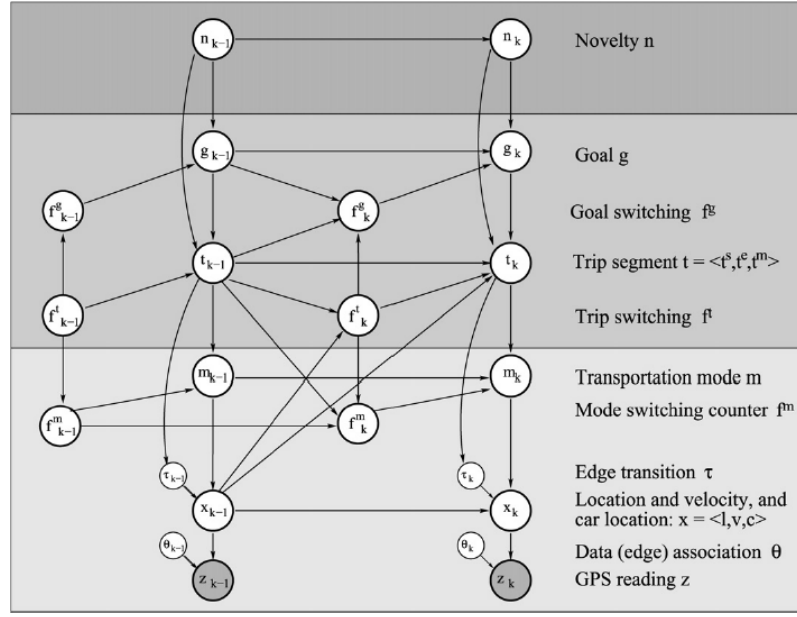 n k-1 n k Novelty n
g k-1 g k Goal g
f^g k-1 f^g k Goal switching f^g
t k-1 t k Trip segment t = <t^s,t^e,t^m>
f^t k-1 f^t k Trip switching f^t
m k-1 m k Transportation mode m
f^m k-1 f^m k Mode switching counter f^m
τ k-1 τ k Edge transition τ
x k-1 x k Location and velocity, and
car location: x = <l,v,c>
θ k-1 θ k Data (edge) association θ
z k-1 z k GPS reading z